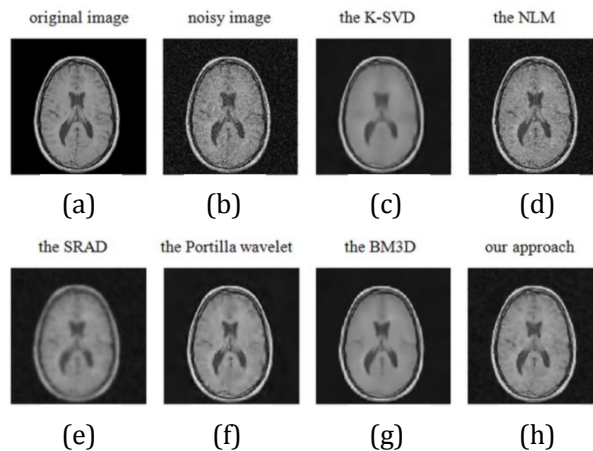 original image noisy image the K-SVD the NLM
(a) (b) (c) (d)
the SRAD the Portilla wavelet the BM3D our approach
(e) (f) (g) (h)